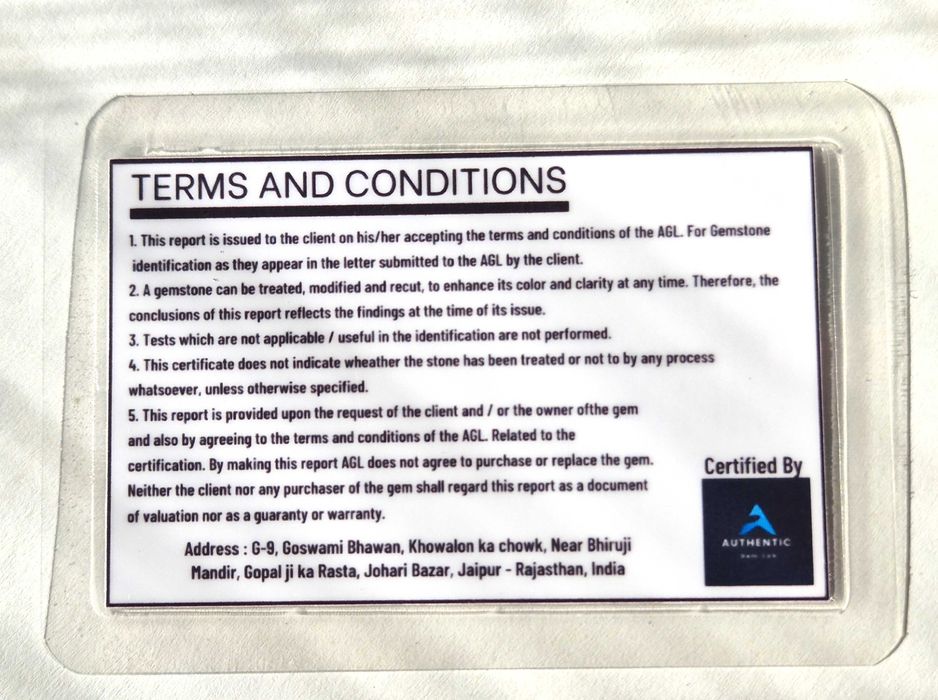 TERMS AND CONDITIONS
1. This report is issued to the client on his/her accepting the terms and conditions of the AGL. For Gemstone
identification as they appear in the letter submitted to the AGL by the client.
2. A gemstone can be treated, modified and recut, to enhance its color and clarity at any time. Therefore, the
conclusions of this report reflects the findings at the time of its issue.
3. Tests which are not applicable / useful in the identification are not performed.
4. This certificate does not indicate wheather the stone has been treated or not to by any process
whatsoever, unless otherwise specified.
5. This report is provided upon the request of the client and / or the owner ofthe gem
and also by agreeing to the terms and conditions of the AGL. Related to the
certification. By making this report AGL does not agree to purchase or replace the gem.
Neither the client nor any purchaser of the gem shall regard this report as a document
of valuation nor as a guaranty or warranty.
Address : G-9, Goswami Bhawan, Khowalon ka chowk, Near Bhiruji
Mandir, Gopal ji ka Rasta, Johari Bazar, Jaipur - Rajasthan, India
Certified By
AUTHENTIC
Gem Lab